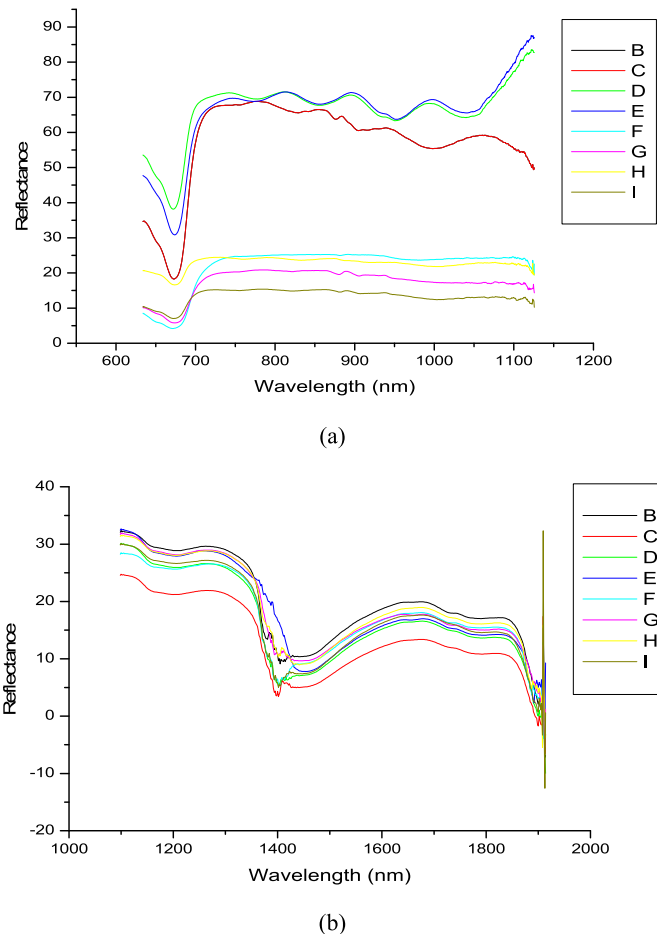 90
80
70
60
50
40
30
20
10
0
Reflectance
600 700 800 900 1000 1100 1200
Wavelength (nm)
B
C
D
E
F
G
H
I
(a)
40
30
20
10
0
-10
-20
Reflectance
1000 1200 1400 1600 1800 2000
Wavelength (nm)
B
C
D
E
F
G
H
I
(b)